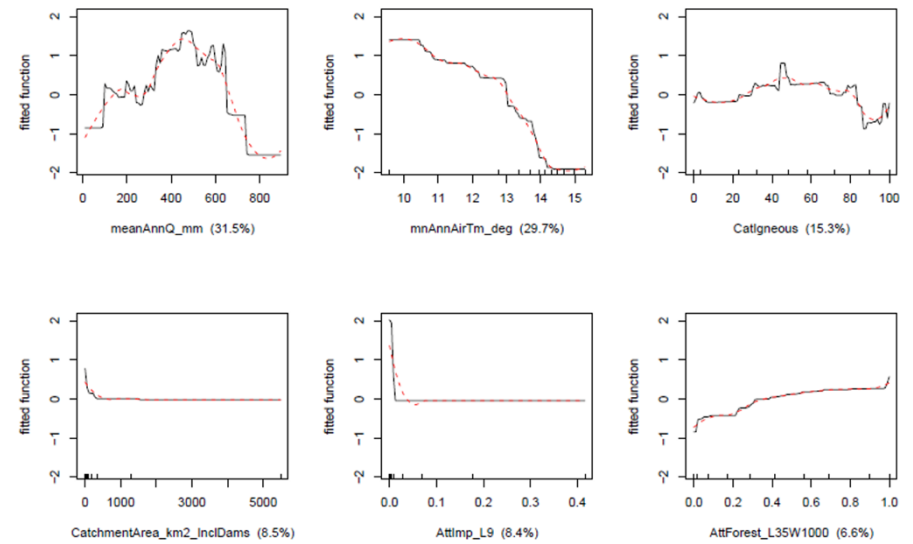 fitted function
2
1
0
−1
−2
0 200 400 600 800
meanAnnQ_mm (31.5%)
fitted function
2
1
0
−1
−2
10 11 12 13 14 15
mnAnnAirTm_deg (29.7%)
fitted function
2
1
0
−1
−2
0 20 40 60 80 100
CatIgneous (15.3%)
fitted function
2
1
0
−1
−2
0 1000 3000 5000
CatchmentArea_km2_InclDams (8.5%)
fitted function
2
1
0
−1
−2
0.0 0.1 0.2 0.3 0.4
AttImp_L9 (8.4%)
fitted function
2
1
0
−1
−2
0.0 0.2 0.4 0.6 0.8 1.0
AttForest_L35W1000 (6.6%)